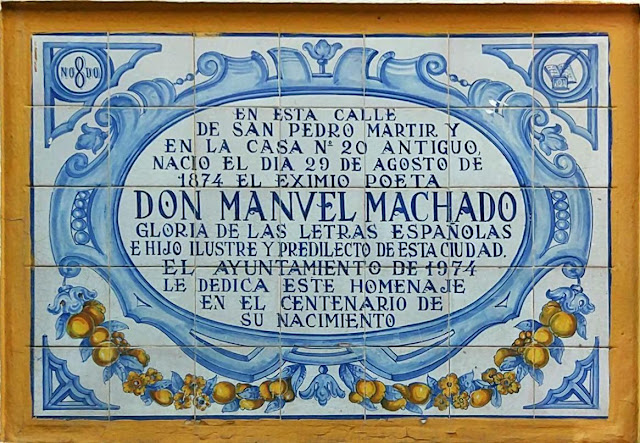 NO8DO
EN ESTA CALLE
DE SAN PEDRO MARTIR Y
EN LA CASA Nº 20 ANTIGUO,
NACIO EL DIA 29 DE AGOSTO DE
1874 EL EXIMIO POETA
DON MANVEL MACHADO
GLORIA DE LAS LETRAS ESPAÑOLAS
E HIJO ILUSTRE Y PREDILECTO DE ESTA CIUDAD.
EL AYUNTAMIENTO DE 1974
LE DEDICA ESTE HOMENAJE
EN EL CENTENARIO DE
SU NACIMIENTO